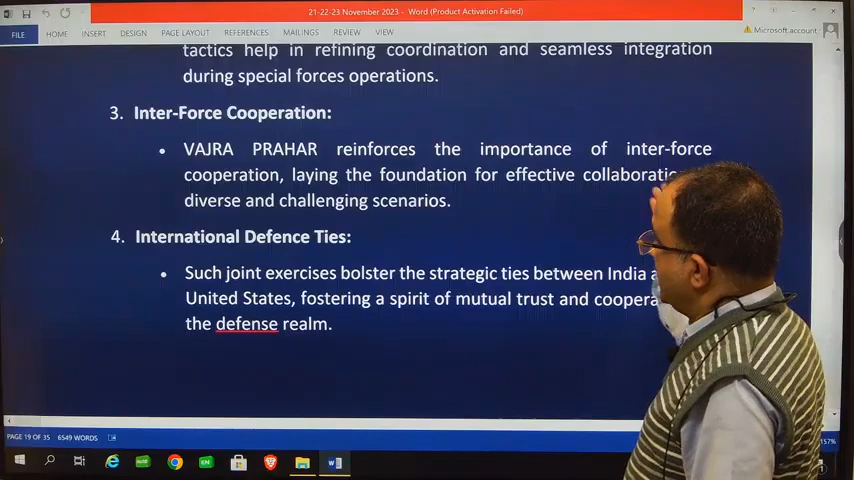 21-22-23 November 2023 - Word (Product Activation Failed)
FILE HOME INSERT DESIGN PAGE LAYOUT REFERENCES MAILINGS REVIEW VIEW Microsoft account
tactics help in refining coordination and seamless integration
during special forces operations.
3. Inter-Force Cooperation:
• VAJRA PRAHAR reinforces the importance of inter-force
cooperation, laying the foundation for effective
diverse and challenging scenarios.
4. International Defence Ties:
• Such joint exercises bolster the strategic ties between India
United States, fostering a spirit of mutual trust and
the defense realm.
PAGE 19 OF 35 6549 WORDS 157%
EN